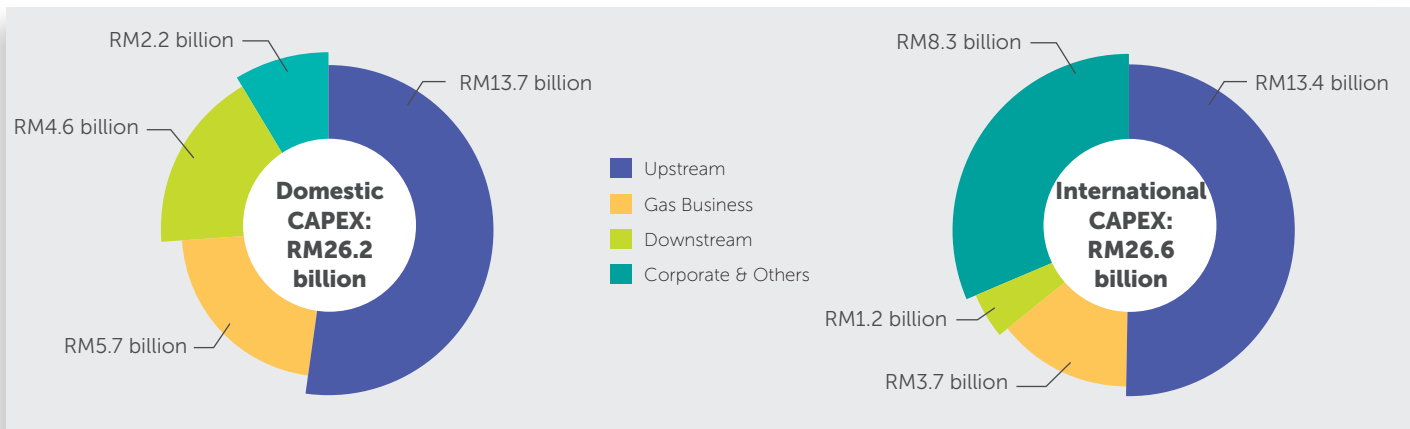 RM2.2 billion
RM13.7 billion
RM4.6 billion
Domestic
CAPEX:
RM26.2
billion
RM5.7 billion
Upstream
Gas Business
Downstream
Corporate & Others
RM8.3 billion
RM13.4 billion
International
CAPEX:
RM26.6
billion
RM1.2 billion
RM3.7 billion